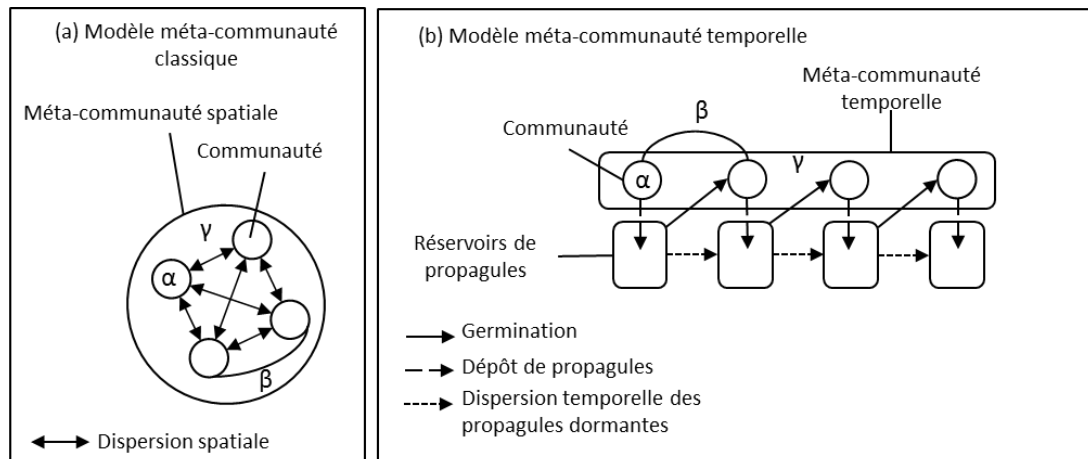 (a) Modèle méta-communauté
classique
Méta-communauté spatiale
Communauté
γ
α
β
Dispersion spatiale
(b) Modèle méta-communauté temporelle
Méta-communauté
temporelle
Communauté
β
γ
α
Réservoirs de
propagules
Germination
Dépôt de propagules
Dispersion temporelle des
propagules dormantes